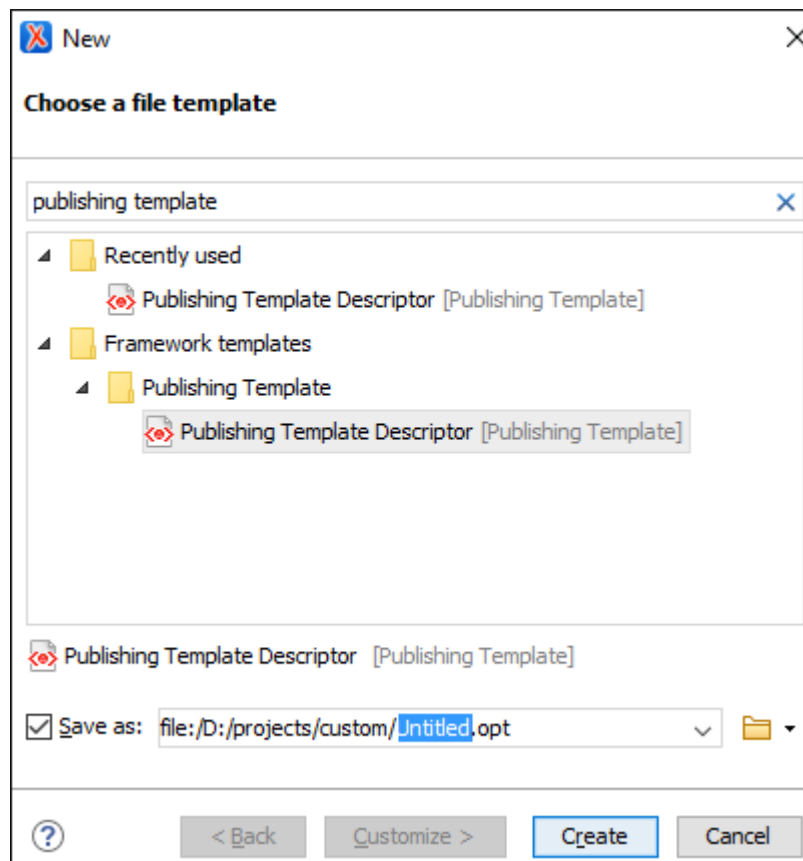 New
Choose a file template
publishing template
Recently used
Publishing Template Descriptor [Publishing Template]
Framework templates
Publishing Template
Publishing Template Descriptor [Publishing Template]
Publishing Template Descriptor [Publishing Template]
Save as: file:/D:/projects/custom/Untitled.opt
? < Back Customize > Create Cancel